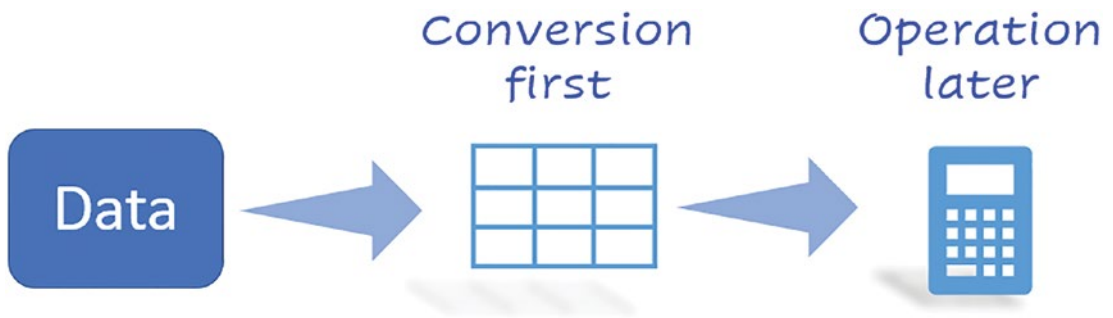 Conversion
first
Operation
later
Data